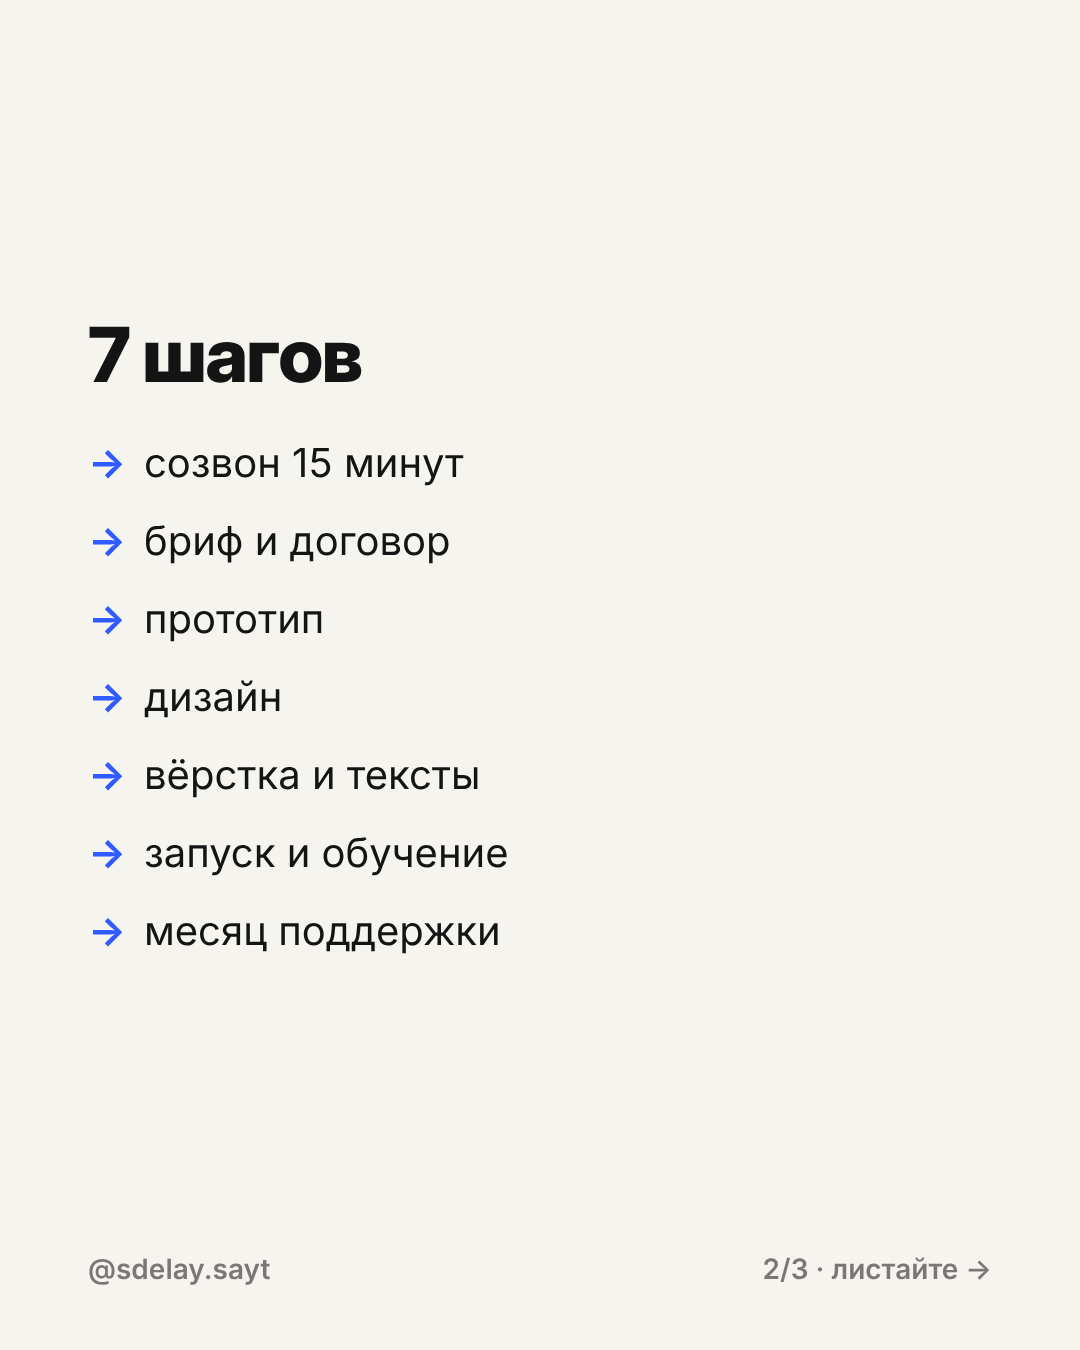 7 шагов
→ созвон 15 минут
→ бриф и договор
→ прототип
→ дизайн
→ вёрстка и тексты
→ запуск и обучение
→ месяц поддержки
@sdelay.sayt
2/3 · листайте →